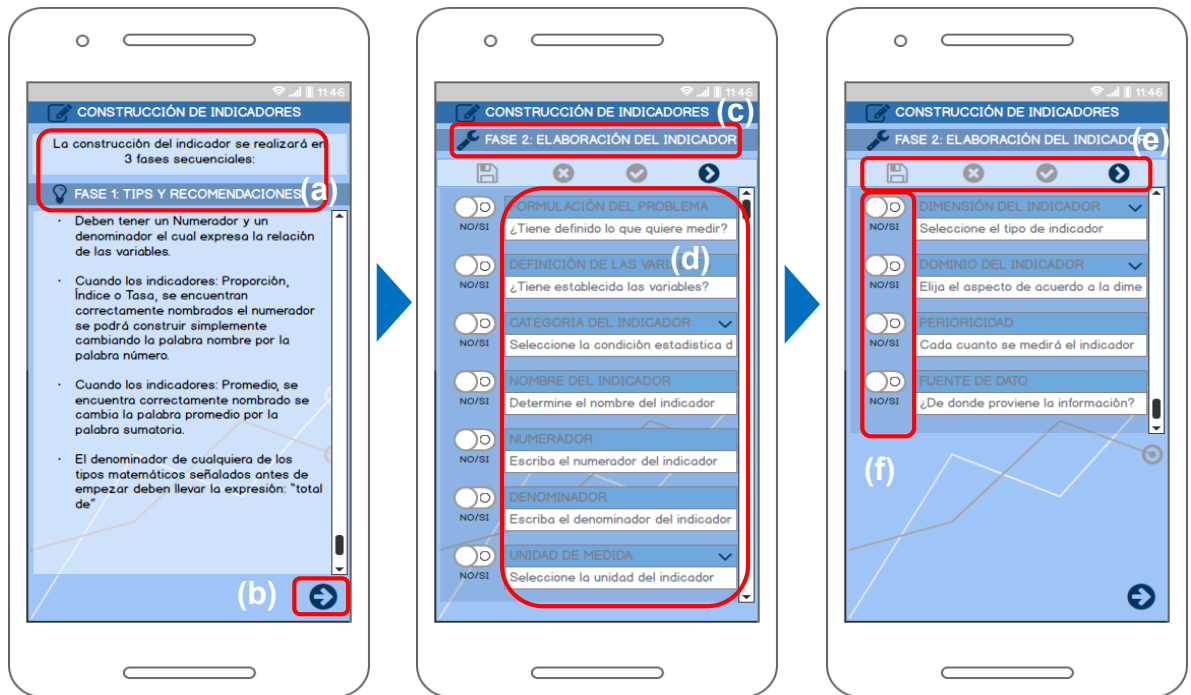 11:46
CONSTRUCCIÓN DE INDICADORES
La construcción del indicador se realizará en
3 fases secuenciales:
(a)
FASE 1: TIPS Y RECOMENDACIONES
· Deben tener un Numerador y un
denominador el cual expresa la relación
de las variables.
· Cuando los indicadores: Proporción,
Índice o Tasa, se encuentran
correctamente nombrados el numerador
se podrá construir simplemente
cambiando la palabra nombre por la
palabra número.
· Cuando los indicadores: Promedio, se
encuentra correctamente nombrado se
cambia la palabra promedio por la
palabra sumatoria.
· El denominador de cualquiera de los
tipos matemáticos señalados antes de
empezar deben llevar la expresión: "total
de"
(b)
11:46
CONSTRUCCIÓN DE INDICADORES
(c)
FASE 2: ELABORACIÓN DEL INDICADOR
FORMULACIÓN DEL PROBLEMA
NO/SI
¿Tiene definido lo que quiere medir?
(d)
DEFINICIÓN DE LAS
NO/SI
¿Tiene establecida las variables?
CATEGORIA DEL INDICADOR
NO/SI
Seleccione la condición estadistica d
NOMBRE DEL INDICADOR
NO/SI
Determine el nombre del indicador
NUMERADOR
NO/SI
Escriba el numerador del indicador
DENOMINADOR
NO/SI
Escriba el denominador del indicador
UNIDAD DE MEDIDA
NO/SI
Seleccione la unidad del indicador
11:46
CONSTRUCCIÓN DE INDICADORES
FASE 2: ELABORACIÓN DEL INDICADOR
(e)
DIMENSIÓN DEL INDICADOR
NO/SI
Seleccione el tipo de indicador
DOMINIO DEL INDICADOR
NO/SI
Elija el aspecto de acuerdo a la dime
PERIORICIDAD
NO/SI
Cada cuanto se medirá el indicador
FUENTE DE DATO
NO/SI
¿De donde proviene la información?
(f)